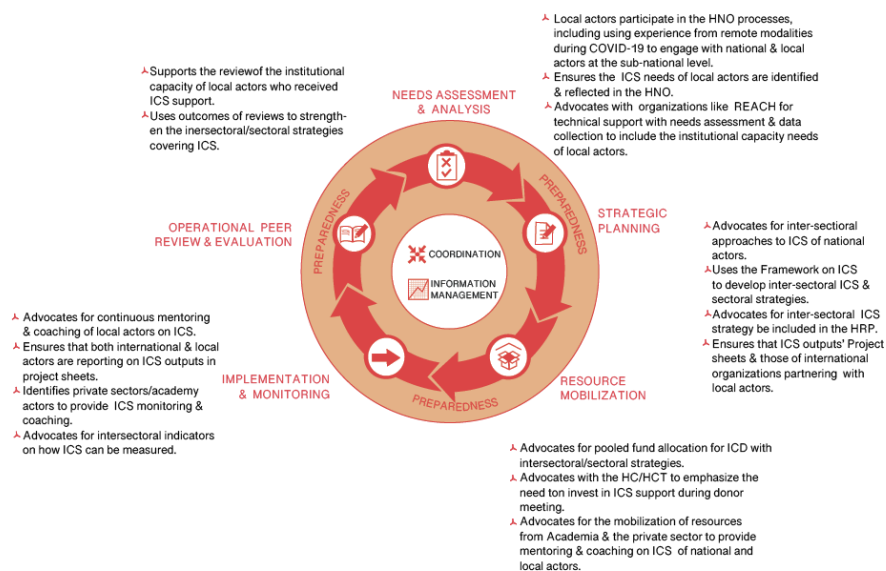 Local actors participate in the HNO processes,
including using experience from remote modalities
during COVID-19 to engage with national & local
actors at the sub-national level.
Ensures the ICS needs of local actors are identified
& reflected in the HNO.
Advocates with organizations like REACH for
technical support with needs assessment & data
collection to include the institutional capacity needs
of local actors.
Supports the reviewof the institutional
capacity of local actors who received
ICS support.
Uses outcomes of reviews to strength-
en the inersectoral/sectoral strategies
covering ICS.
NEEDS ASSESSMENT
& ANALYSIS
PREPAREDNESS
PREPAREDNESS
STRATEGIC
PLANNING
OPERATIONAL PEER
REVIEW & EVALUATION
COORDINATION
INFORMATION
MANAGEMENT
Advocates for inter-sectioral
approaches to ICS of national
actors.
Uses the Framework on ICS
to develop inter-sectoral ICS &
sectoral strategies.
Advocates for inter-sectoral ICS
strategy be included in the HRP.
Ensures that ICS outputs' Project
sheets & those of international
organizations partnering with
local actors.
Advocates for continuous mentoring
& coaching of local actors on ICS.
Ensures that both international & local
actors are reporting on ICS outputs in
project sheets.
Identifies private sectors/academy
actors to provide ICS monitoring &
coaching.
Advocates for intersectoral indicators
on how ICS can be measured.
IMPLEMENTATION
& MONITORING
PREPAREDNESS
RESOURCE
MOBILIZATION
Advocates for pooled fund allocation for ICD with
intersectoral/sectoral strategies.
Advocates with the HC/HCT to emphasize the
need ton invest in ICS support during donor
meeting.
Advocates for the mobilization of resources
from Academia & the private sector to provide
mentoring & coaching on ICS of national and
local actors.